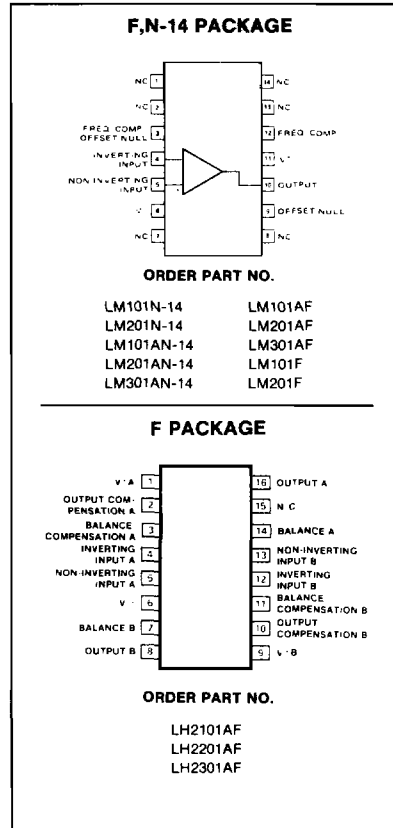 F,N-14 PACKAGE
NC 1
14 NC
NC 2
13 NC
FREQ COMP
OFFSET NULL
3
12 FREQ COMP
INVERTING
INPUT
4
11 V+
NON-INVERTING
INPUT
5
10 OUTPUT
V 6
9 OFFSET NULL
NC 7
8 NC
ORDER PART NO.
LM101N-14 LM101AF
LM201N-14 LM201AF
LM101AN-14 LM301AF
LM201AN-14 LM101F
LM301AN-14 LM201F
F PACKAGE
V+A 1
16 OUTPUT A
OUTPUT COM-
PENSATION A
2
15 N C
BALANCE
COMPENSATION A
3
14 BALANCE A
INVERTING
INPUT A
4
13 NON-INVERTING
INPUT B
NON-INVERTING
INPUT A
5
12 INVERTING
INPUT B
V- 6
11 BALANCE
COMPENSATION B
BALANCE B 7
10 OUTPUT
COMPENSATION B
OUTPUT B 8
9 V+B
ORDER PART NO.
LH2101AF
LH2201AF
LH2301AF